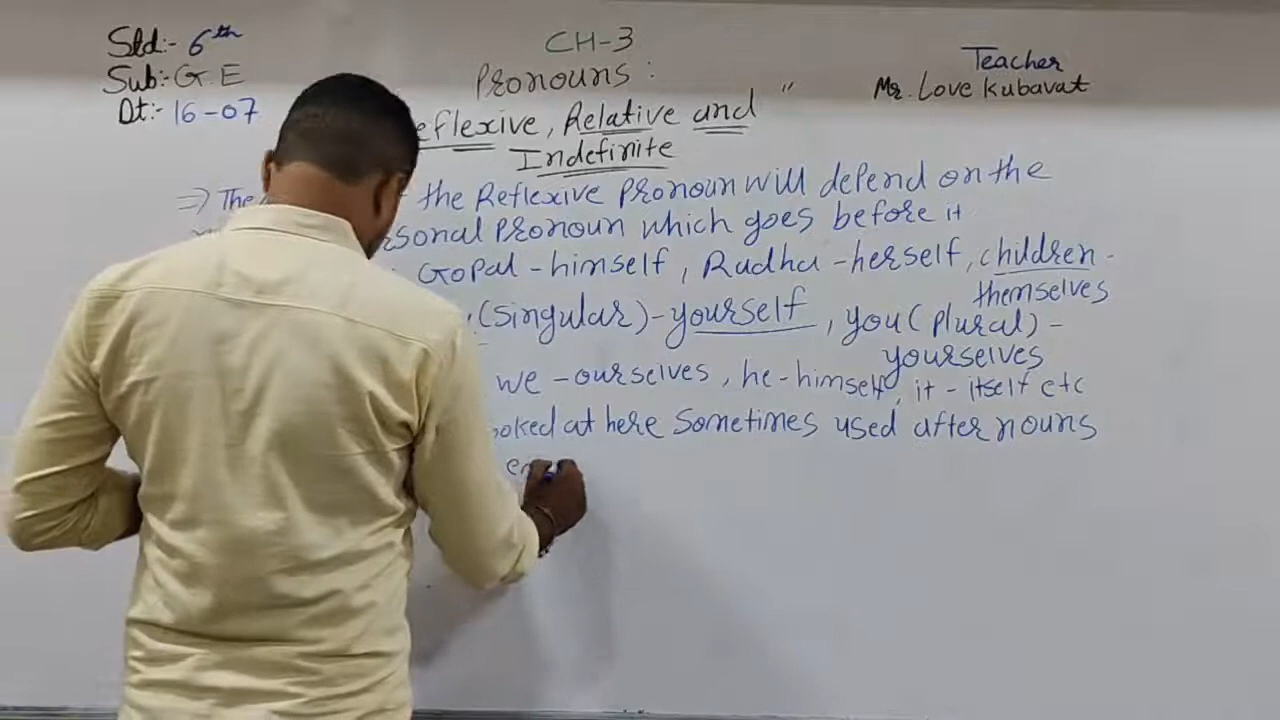 Std:- 6th
Sub:- G.E
Dt:- 16-07
CH-3
Pronouns :
Teacher
Mr. Love Kubavat
eflexive, Relative and "
Indefinite
=> The the Reflexive Pronoun will depend on the
rsonal Pronoun which goes before it
Gopal - himself, Radha - herself, children -
themselves
(singular) - yourself, you (plural) -
yourselves
we - ourselves, he - himself, it - itself etc
ooked at here sometimes used after nouns